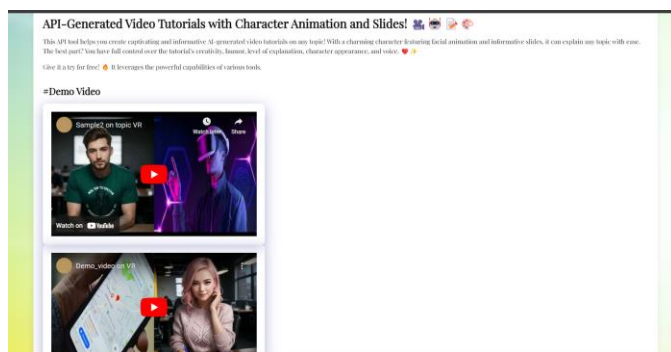 API-Generated Video Tutorials with Character Animation and Slides! 🎥 🤖 📝 🧠
This API tool helps you create captivating and informative AI-generated video tutorials on any topic! With a charming character featuring facial animation and informative slides, it can explain any topic with ease.
The best part? You have full control over the tutorial's creativity, humor, level of explanation, character appearance, and voice. ❤️ ✨
Give it a try for free! 🔥 It leverages the powerful capabilities of various tools.
=Demo Video
Sample2 on topic VR
Watch later
Share
Watch on YouTube
Demo_video on VR